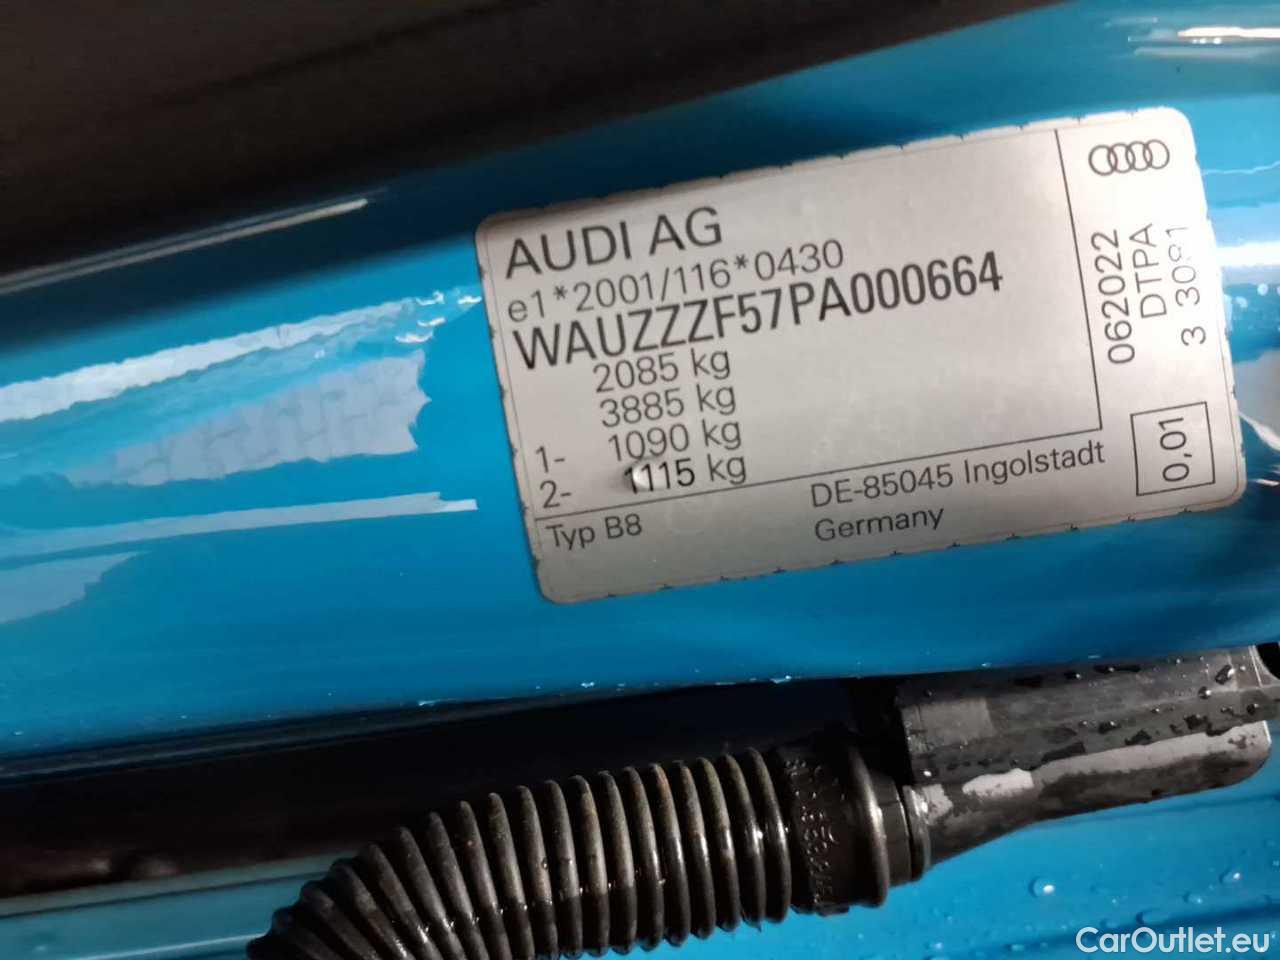 AUDI AG
e1*2001/116*0430
WAUZZZF57PA000664
2085 kg
3885 kg
1- 1090 kg
2- 1115 kg
Typ B8
DE-85045 Ingolstadt
Germany
062022
DTPA
3
0,01
CarOutlet.eu